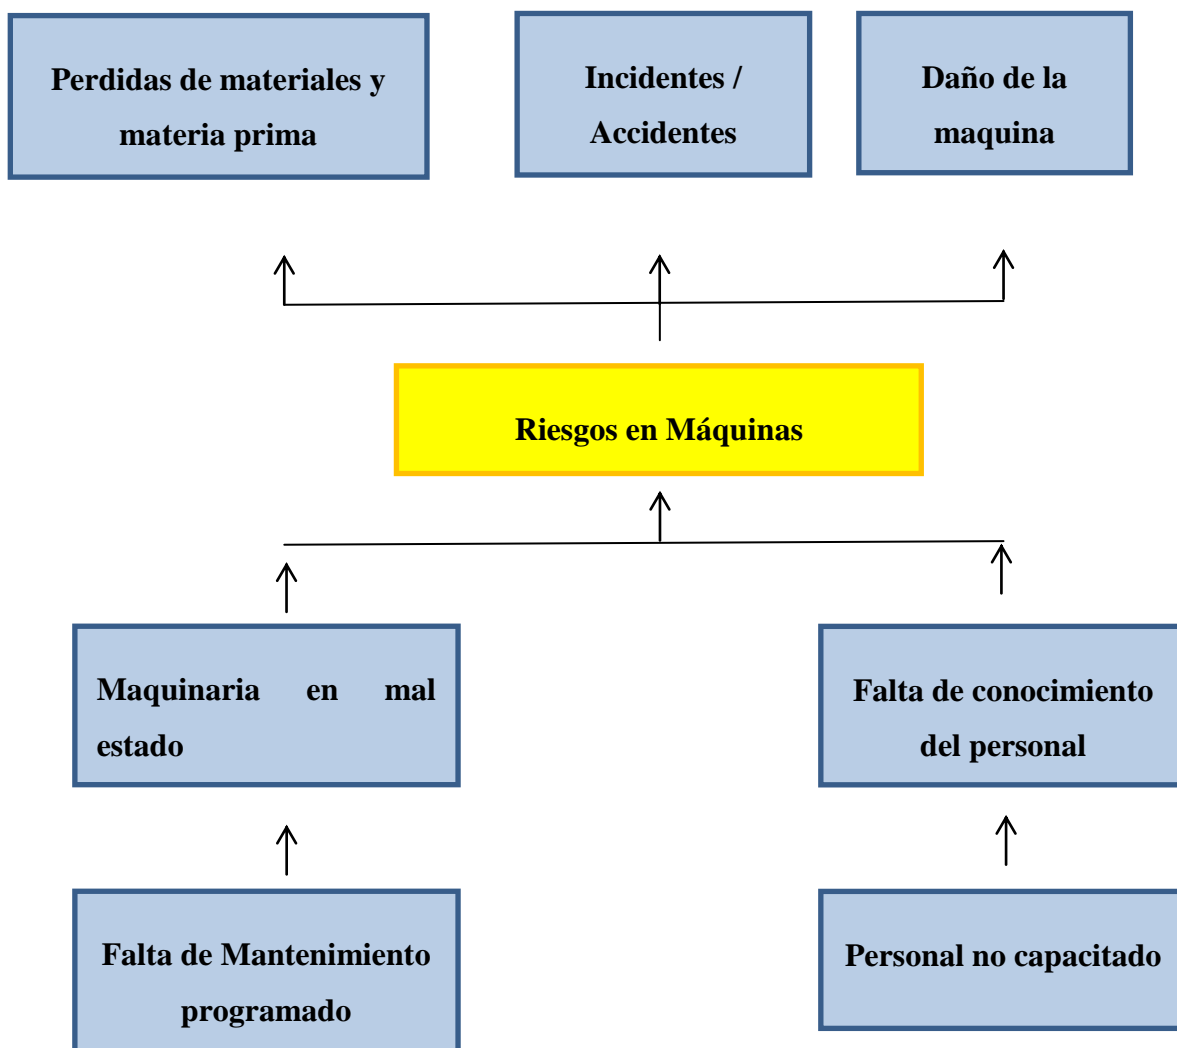 Perdidas de materiales y
materia prima
Incidentes /
Accidentes
Daño de la
maquina
Riesgos en Máquinas
Maquinaria en mal
estado
Falta de conocimiento
del personal
Falta de Mantenimiento
programado
Personal no capacitado